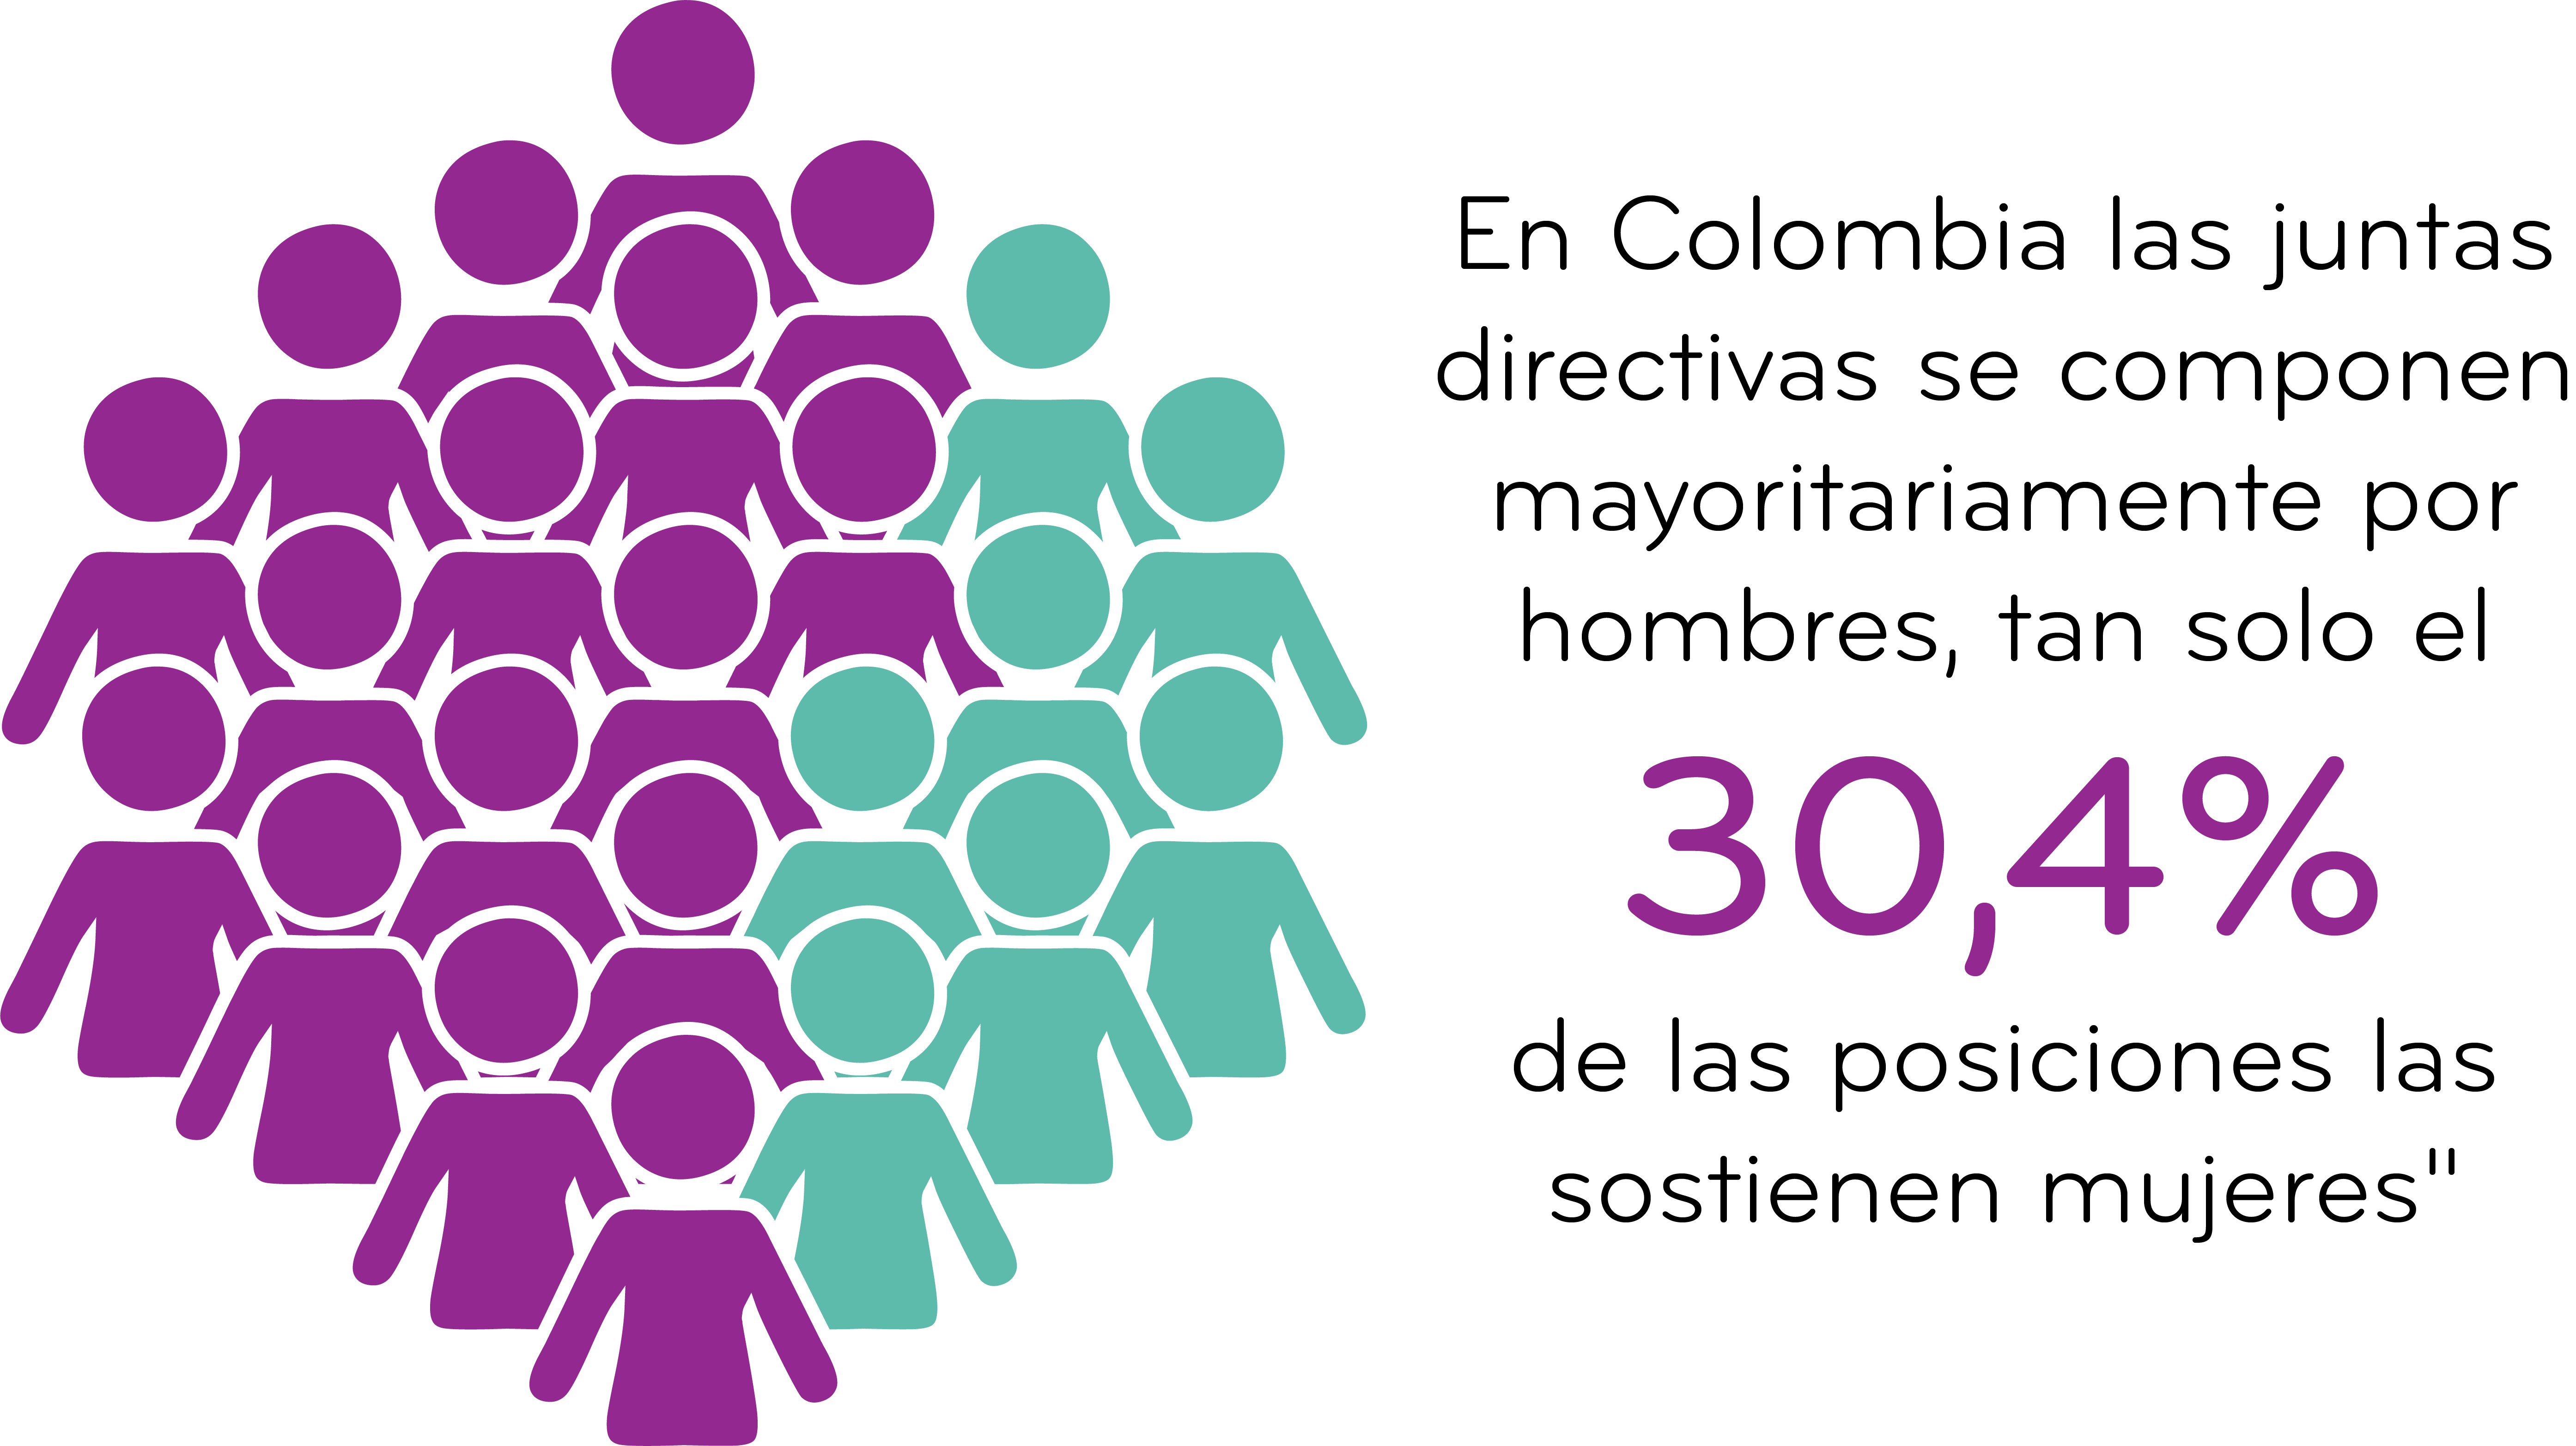 En Colombia las juntas
directivas se componen
mayoritariamente por
hombres, tan solo el
30,4%
de las posiciones las
sostienen mujeres"